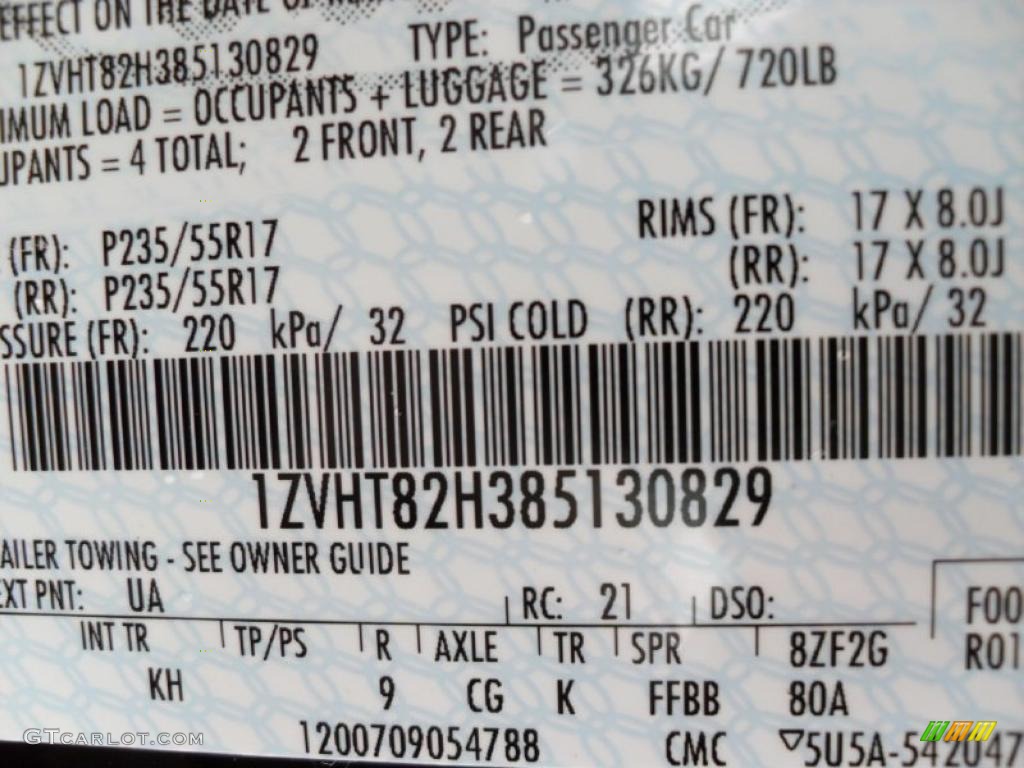 EFFECT ON THE DATE OF
1ZVHT82H385130829 TYPE: Passenger Car
IMUM LOAD = OCCUPANTS + LUGGAGE = 326KG/ 720LB
UPANTS = 4 TOTAL; 2 FRONT, 2 REAR
RIMS (FR): 17 X 8.0J
(FR): P235/55R17
(RR): 17 X 8.0J
(RR): P235/55R17
SSURE (FR): 220 kPa/ 32 PSI COLD (RR): 220 kPa/ 32
1ZVHT82H385130829
AILER TOWING - SEE OWNER GUIDE
EXT PNT: UA RC: 21 DSO: F00
INT TR TP/PS R AXLE TR SPR 8ZF2G R01
KH 9 CG K FFBB 80A
1200709054788 CMC ▽5U5A-542047
GTCARLOT.COM